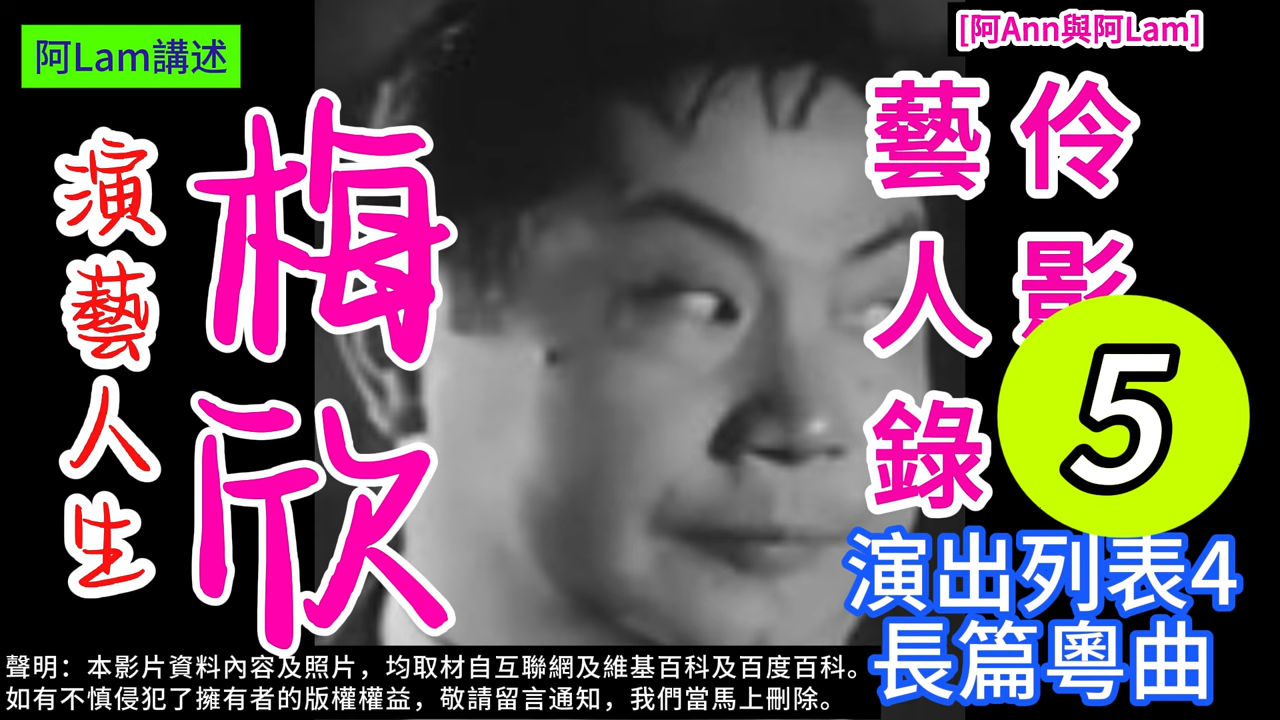 阿Lam講述
[阿Ann與阿Lam]
演藝人生
梅欣
伶影
藝人錄
5
演出列表4
長篇粵曲
聲明：本影片資料內容及照片，均取材自互聯網及維基百科及百度百科。
如有不慎侵犯了擁有者的版權權益，敬請留言通知，我們當馬上刪除。